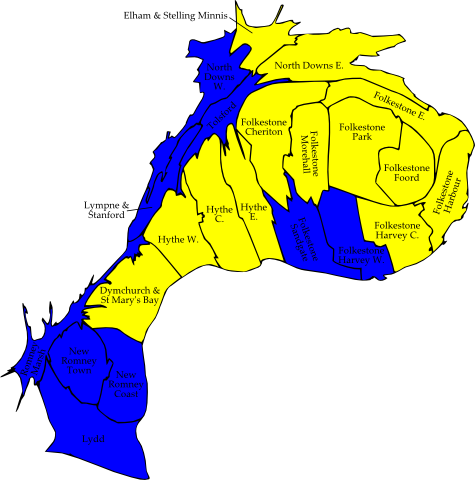 Elham & Stelling Minnis
North
Downs
W.
North Downs E.
Tolsford
Folkestone
Cheriton
Folkestone
Morehall
Folkestone
Park
Folkestone E.
Folkestone
Foord
Folkestone
Harbour
Lympne &
Stanford
Hythe
C.
Hythe
E.
Folkestone
Sandgate
Folkestone
Harvey C.
Folkestone
Harvey W.
Hythe W.
Dymchurch &
St Mary's Bay
Romney
Marsh
New
Romney
Town
New
Romney
Coast
Lydd